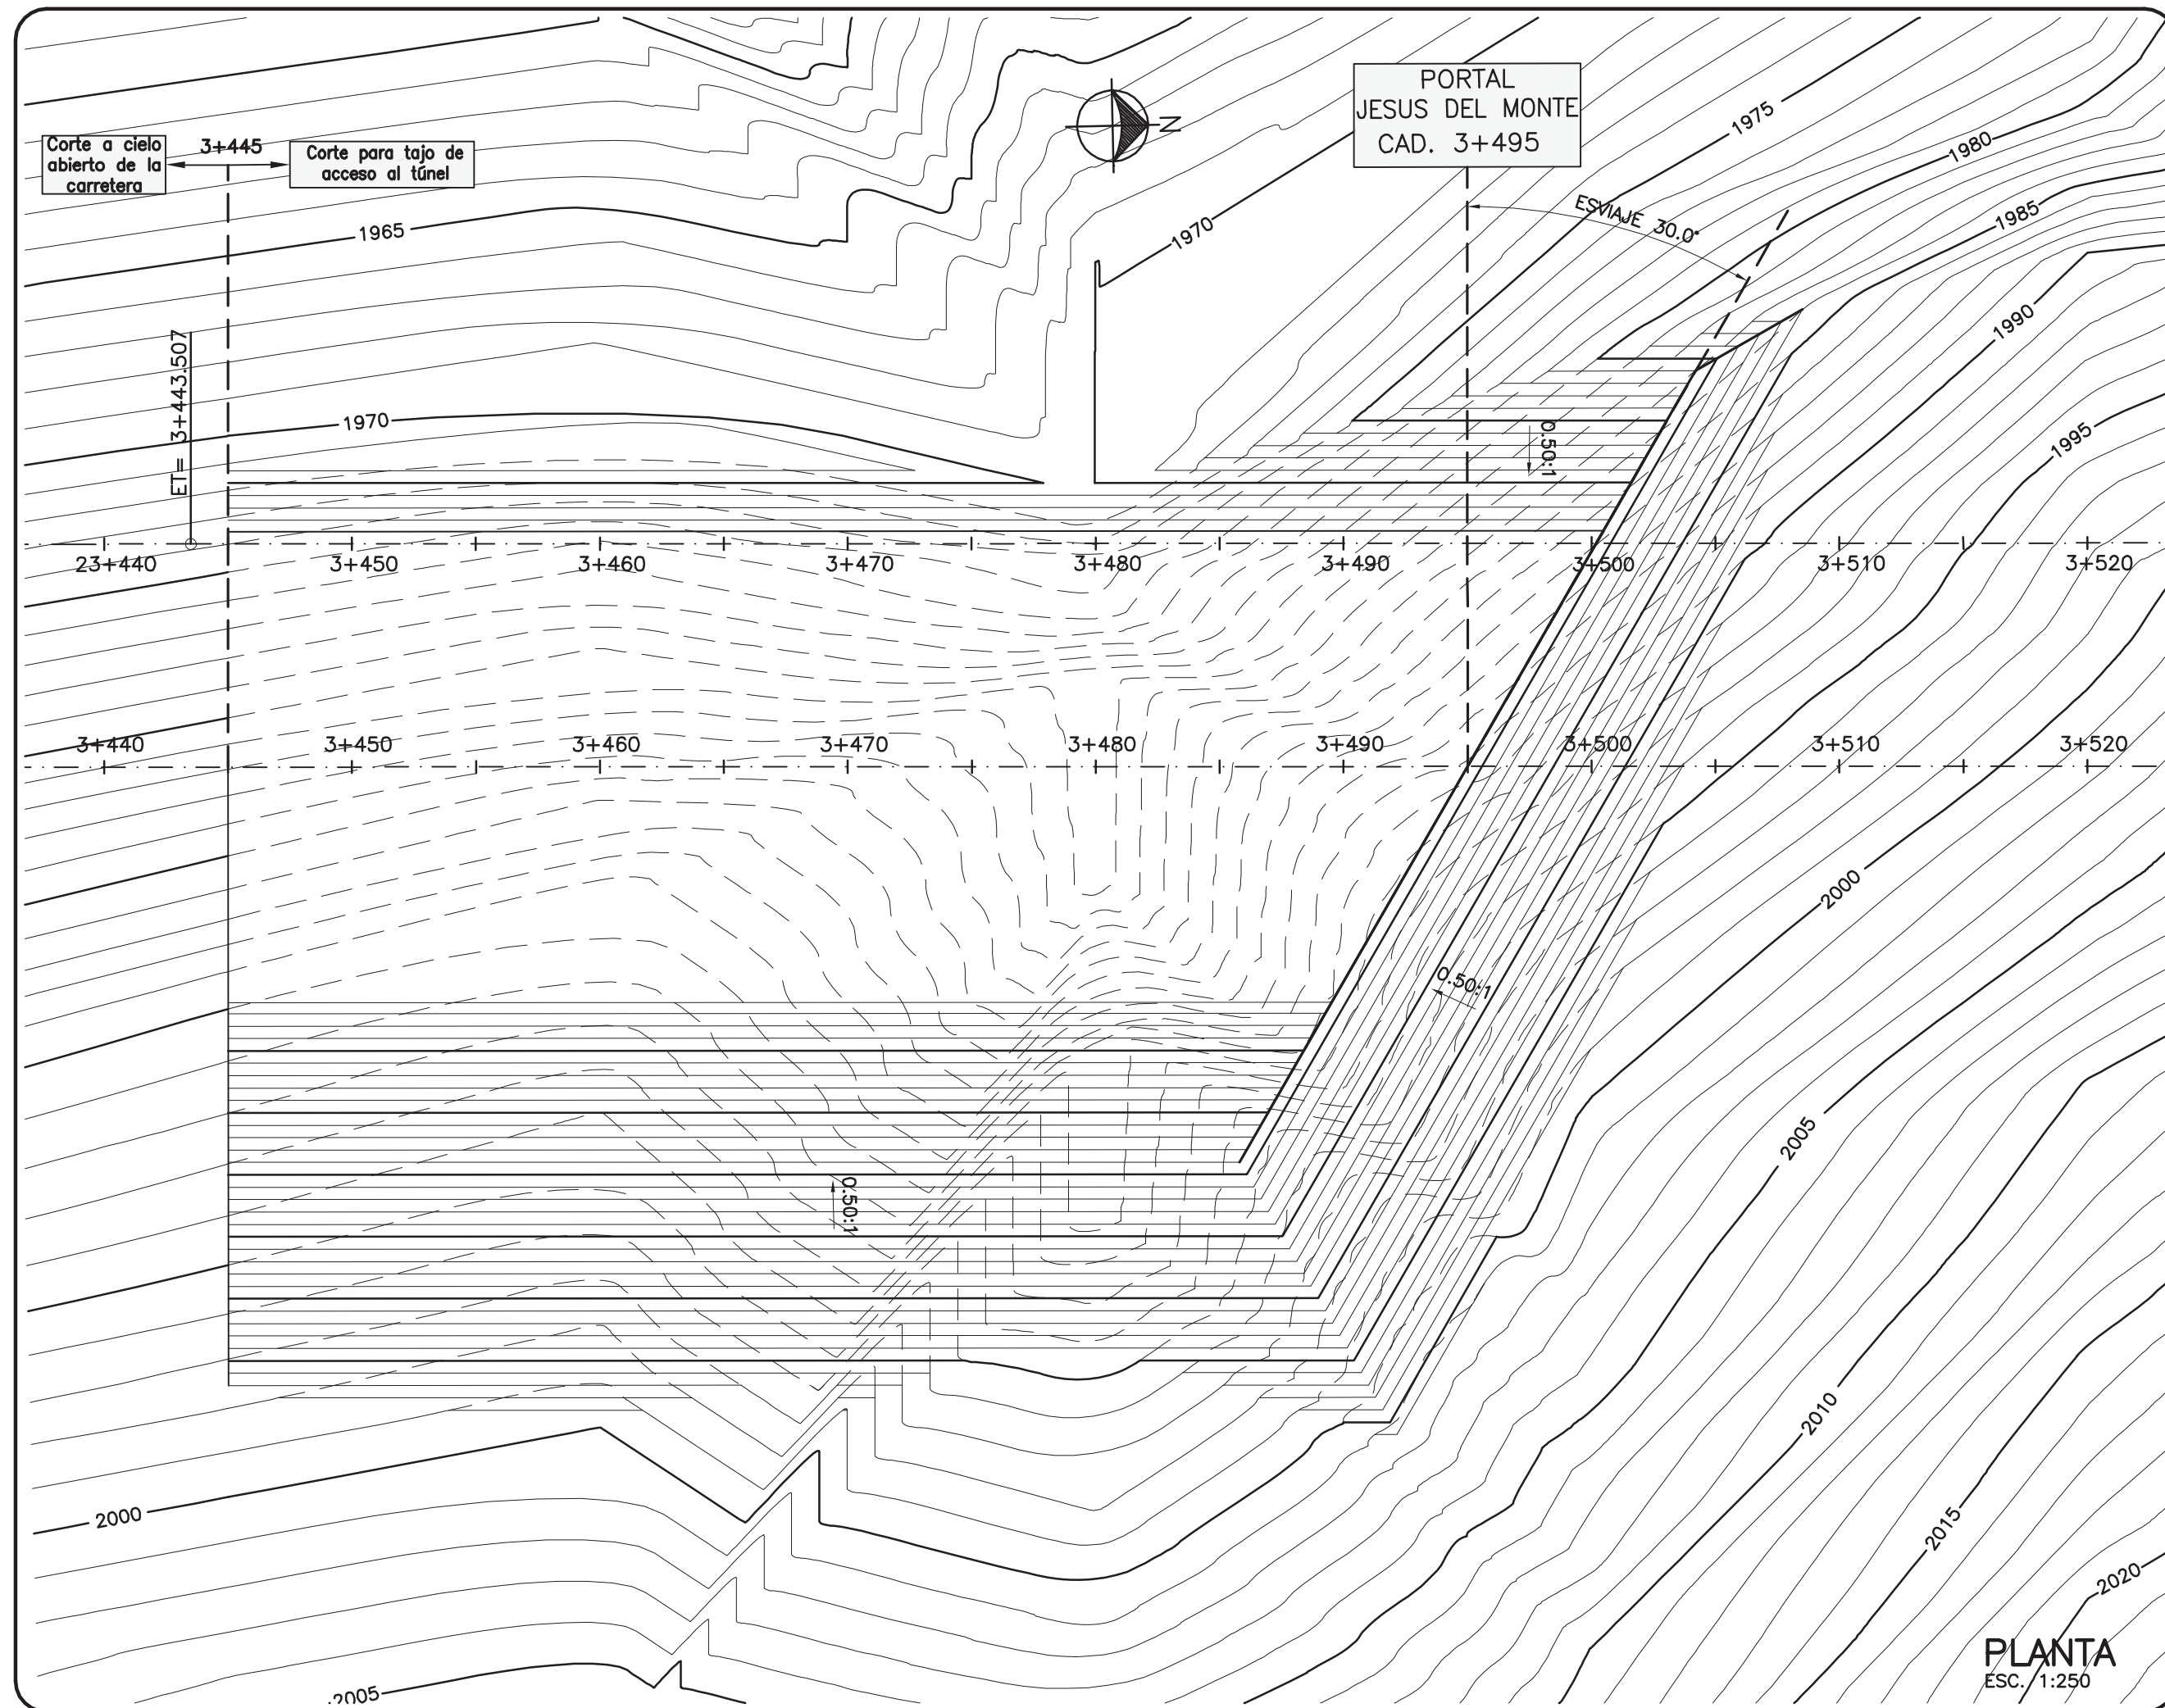 PORTAL
JESUS DEL MONTE
CAD. 3+495
Corte a cielo
abierto de la
carretera
3+445
Corte para tajo de
acceso al túnel
N
1975
1980
1985
ESVIAJE 30.0°
1965
1970
1990
ET= 3+443.507
1970
0.50:1
1995
23+440
3+450
3+460
3+470
3+480
3+490
3+500
3+510
3+520
3+440
3+450
3+460
3+470
3+480
3+490
3+500
3+510
3+520
2000
0.50:1
2005
0.50:1
2010
2000
2015
2020
2005
PLANTA
ESC. 1:250